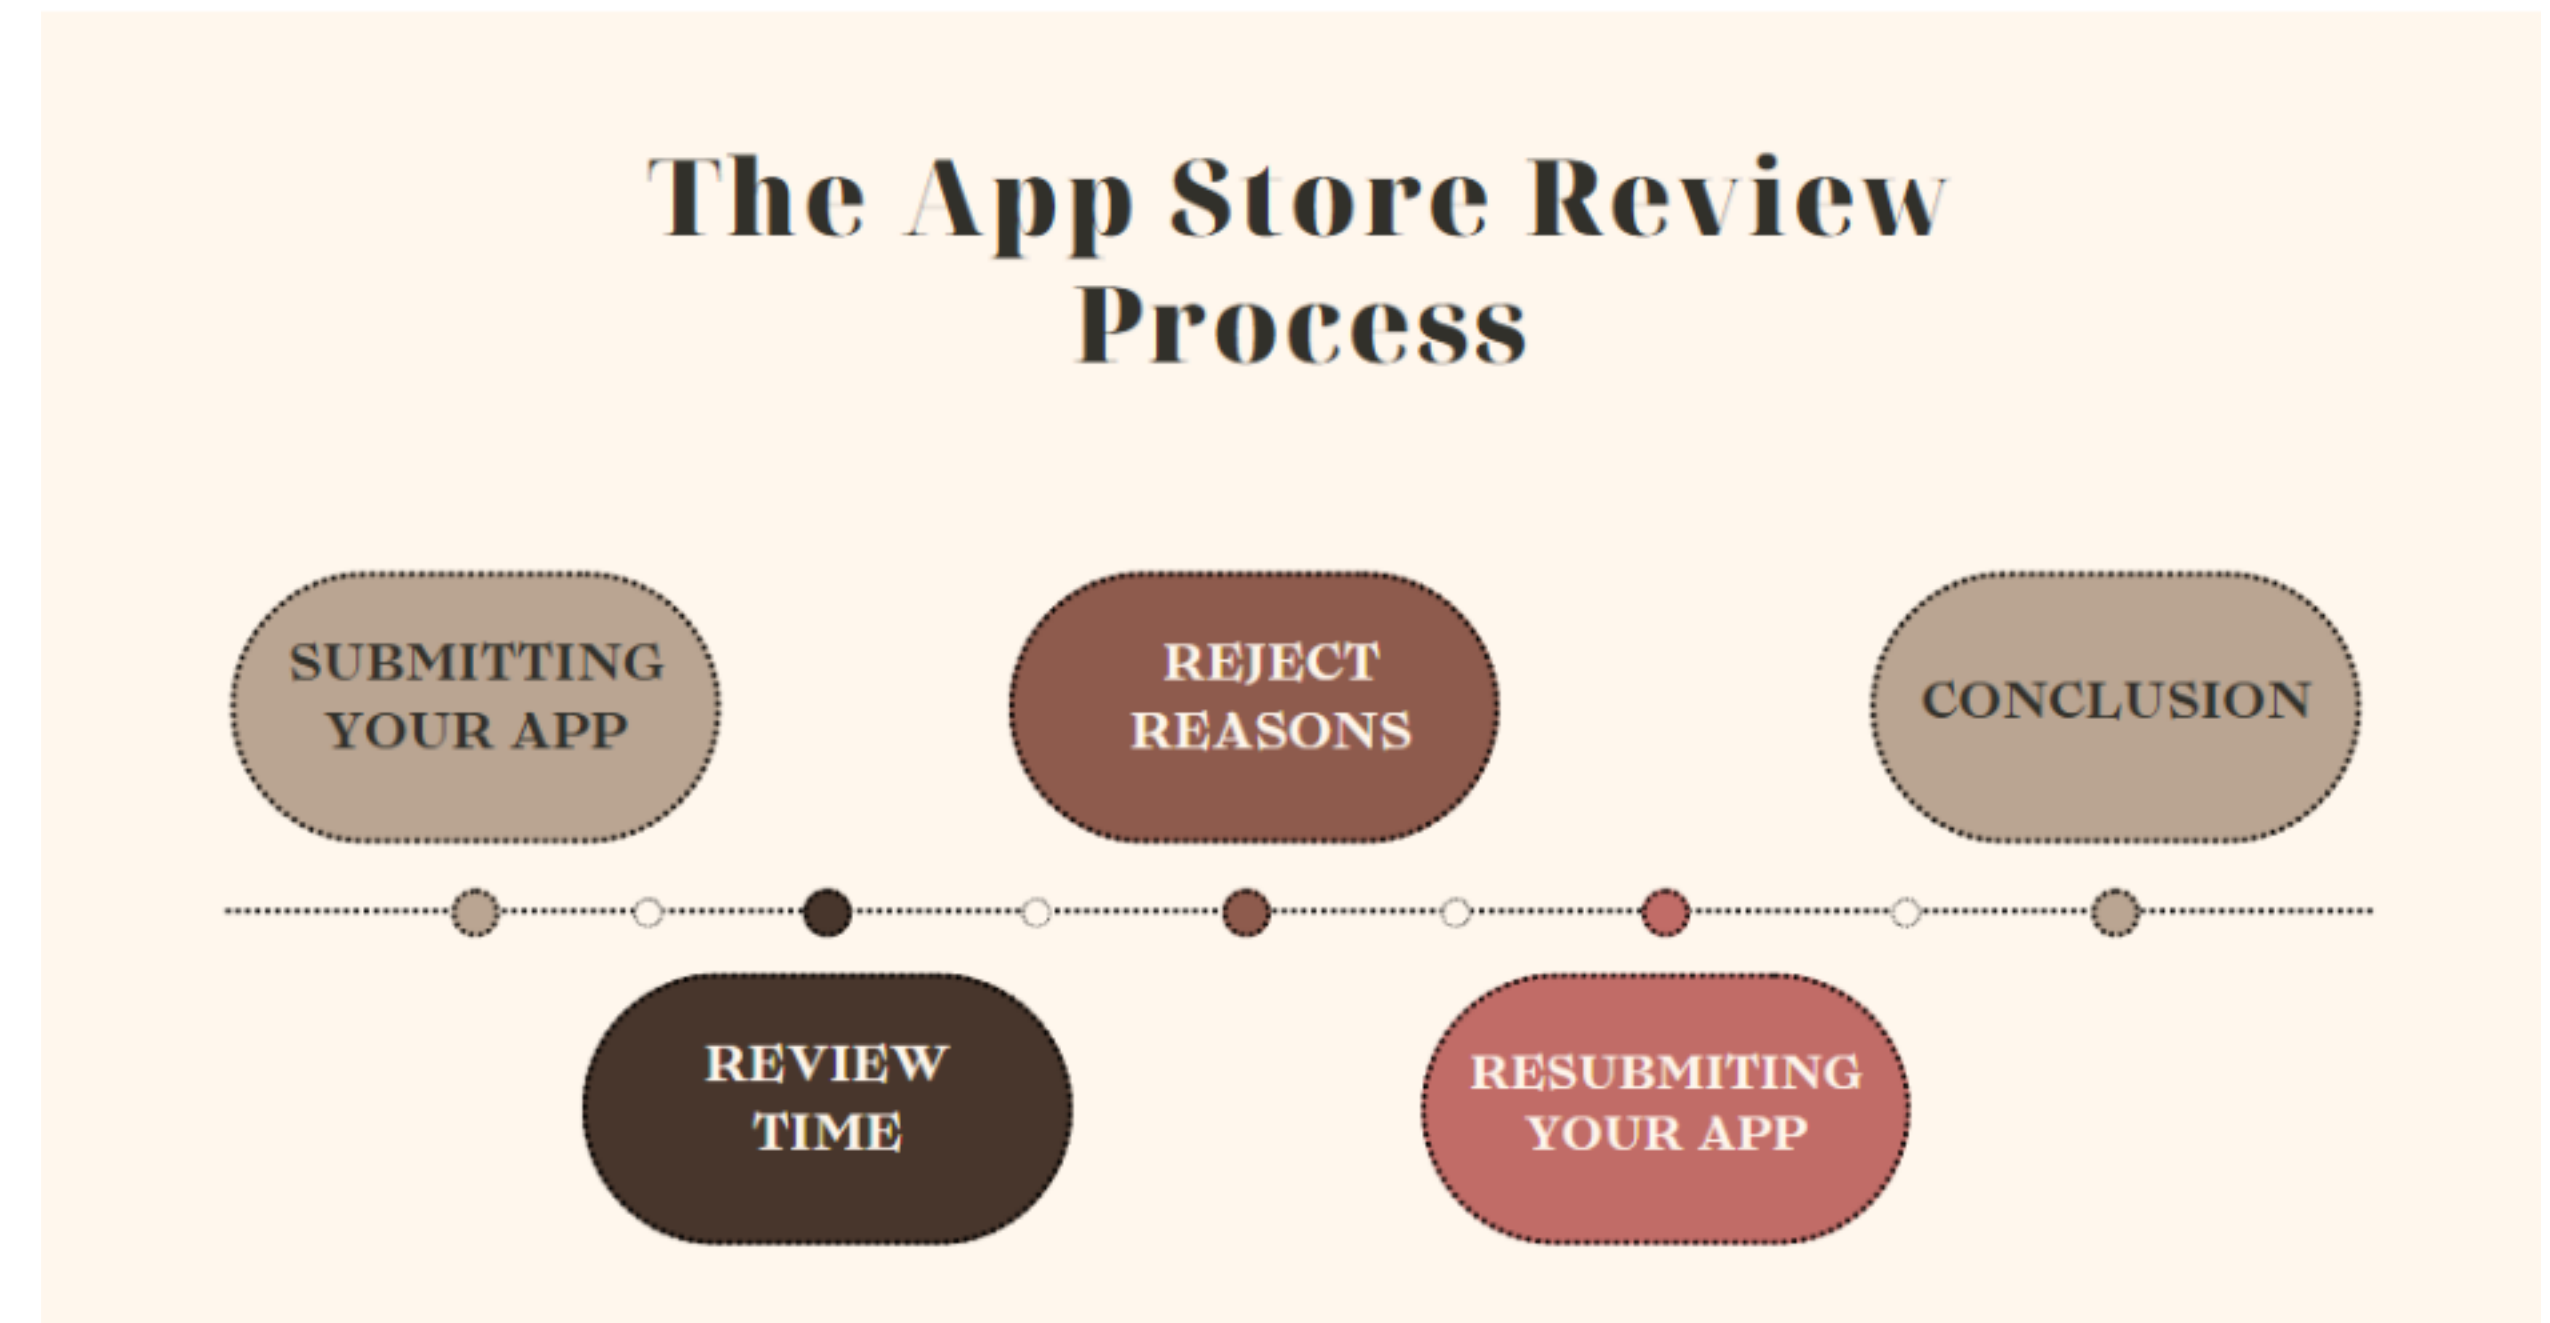 The App Store Review
Process
SUBMITTING
YOUR APP
REVIEW
TIME
REJECT
REASONS
RESUBMITING
YOUR APP
CONCLUSION